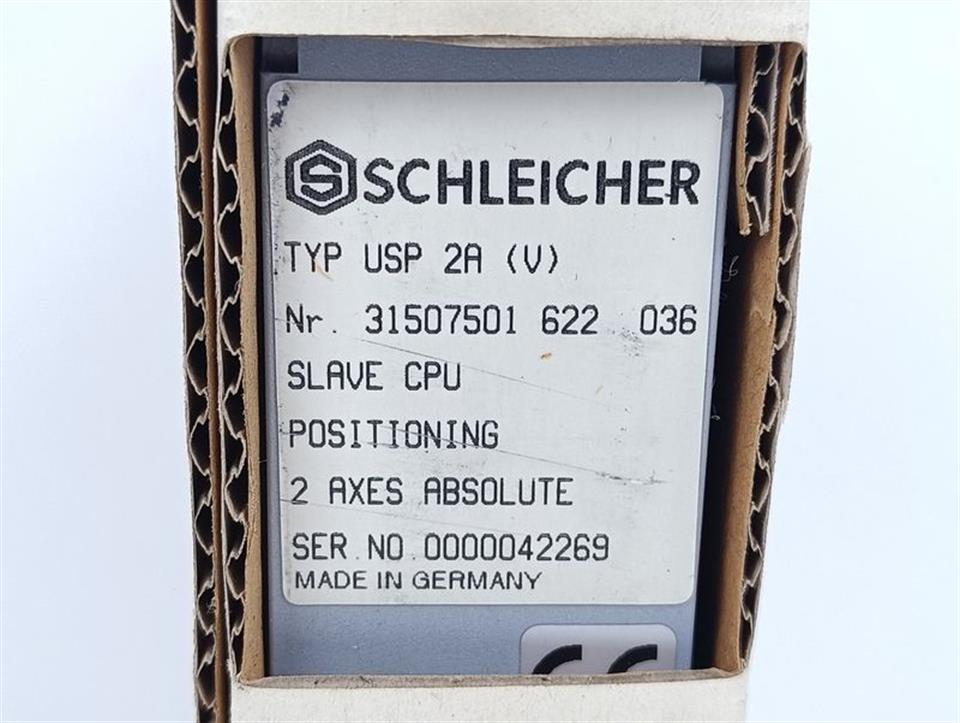 SCHLEICHER
TYP USP 2A (V)
Nr. 31507501 622 036
SLAVE CPU
POSITIONING
2 AXES ABSOLUTE
SER.NO.0000042269
MADE IN GERMANY
CE